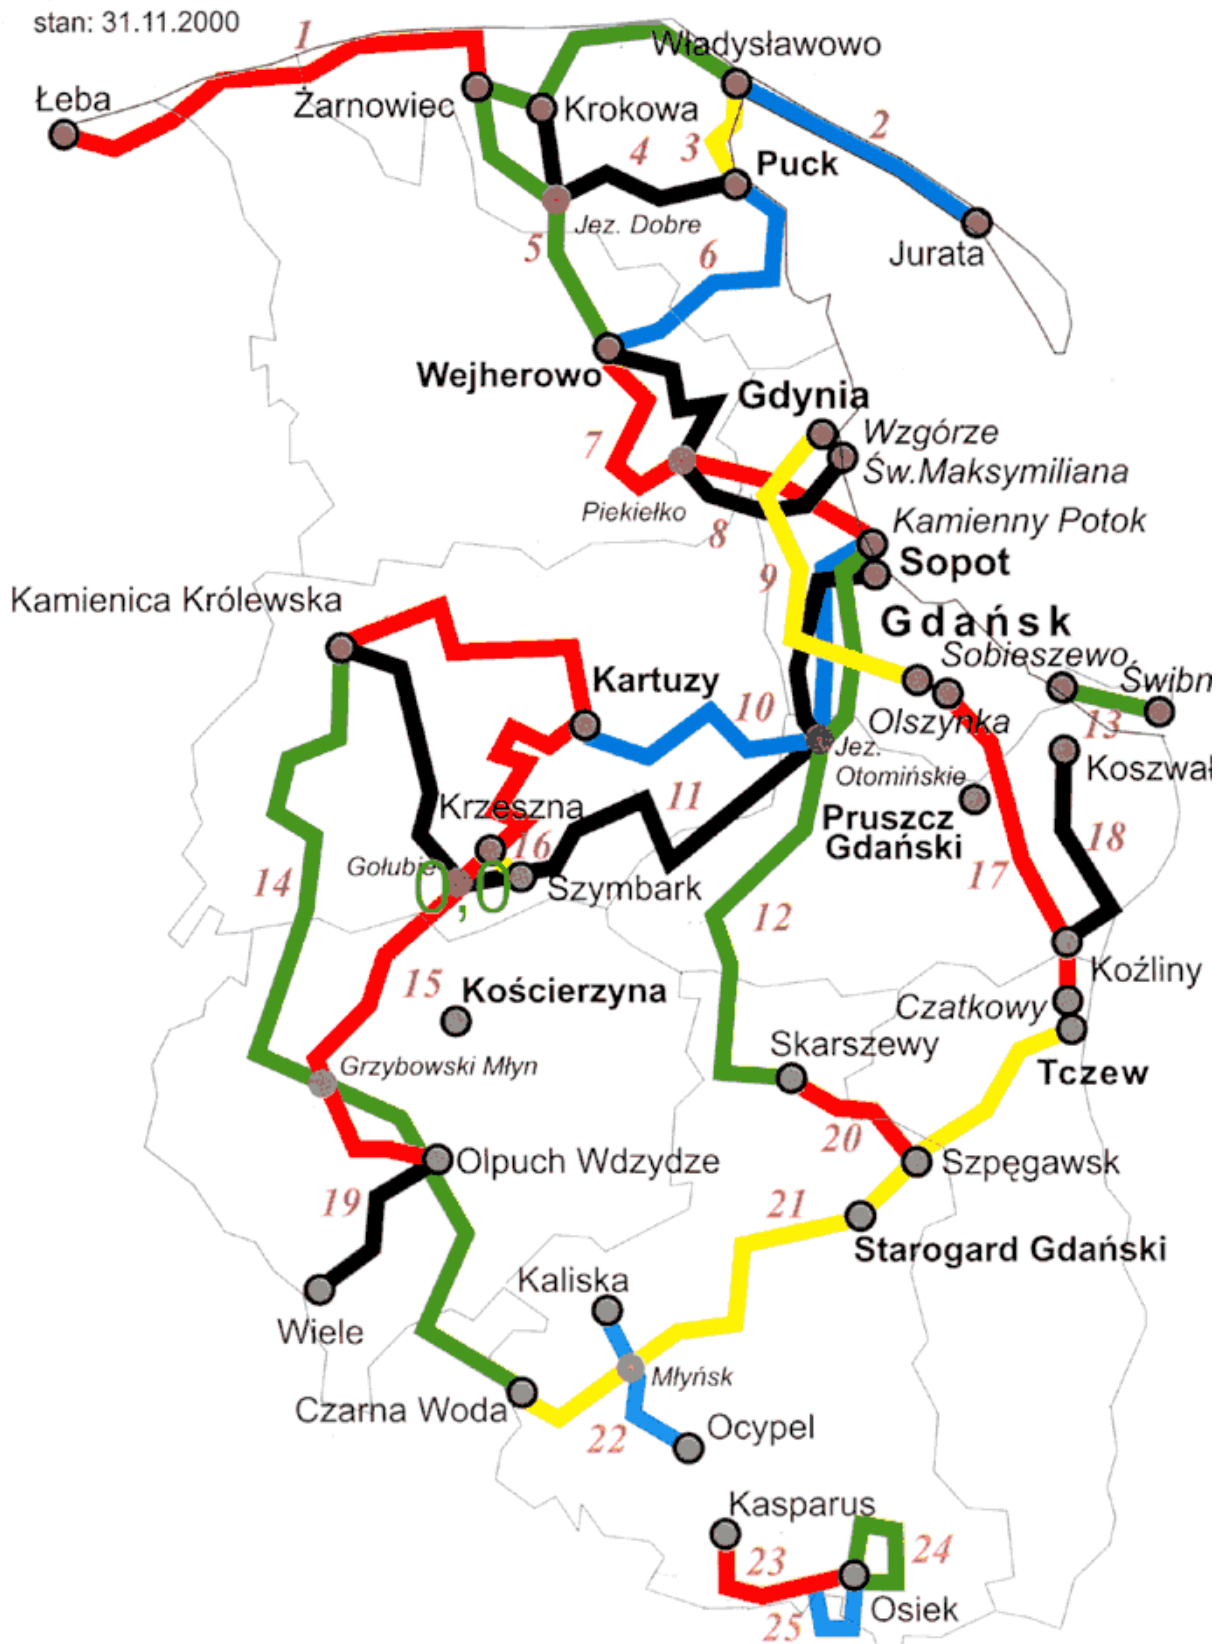 stan: 31.11.2000
1
Władysławowo
Łeba
Żarnowiec
Krokowa
2
3
4
Puck
Jez. Dobre
5
6
Jurata
Wejherowo
Gdynia
Wzgórze
Św.Maksymiliana
7
Piekiełko
8
Kamienny Potok
Sopot
9
Kamienica Królewska
Gdańsk
Sobieszewo
Świbn
Kartuzy
10
Olszynka
13
Jez.
Otomińskie
Koszwał
Krzeszna
11
Pruszcz
Gdański
18
16
Gołubie
0,0
Szymbark
14
17
12
Koźliny
15
Kościerzyna
Czatkowy
Skarszewy
Grzybowski Młyn
Tczew
20
Olpuch Wdzydze
Szpęgawsk
19
21
Starogard Gdański
Kaliska
Wiele
Młyńsk
Czarna Woda
22
Ocypel
Kasparus
23
24
Osiek
25